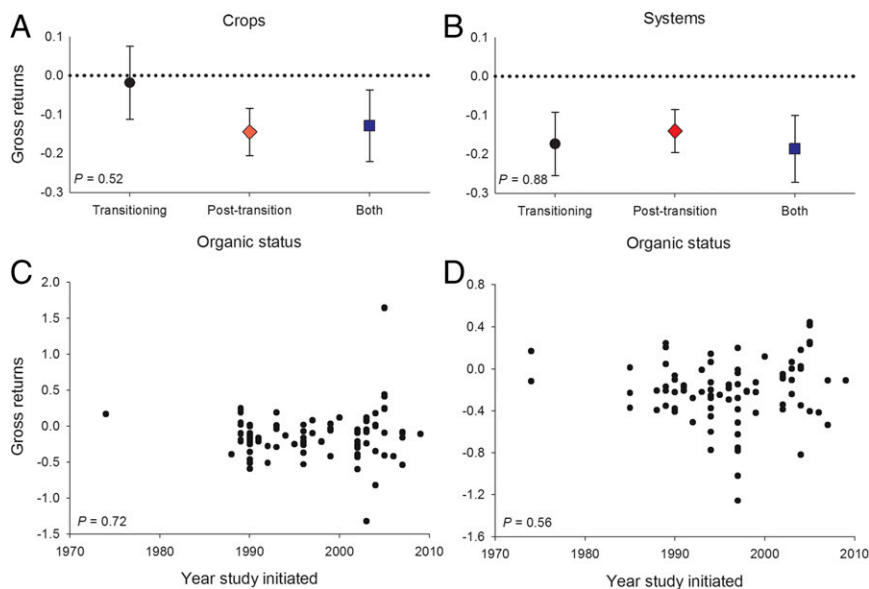 A
Crops
Gross returns
0.1
0.0
-0.1
-0.2
-0.3
P = 0.52
Transitioning Post-transition Both
Organic status
B
Systems
0.1
0.0
-0.1
-0.2
-0.3
P = 0.88
Transitioning Post-transition Both
Organic status
C
Gross returns
2.0
1.5
1.0
0.5
0.0
-0.5
-1.0
-1.5
P = 0.72
1970 1980 1990 2000 2010
Year study initiated
D
0.8
0.4
0.0
-0.4
-0.8
-1.2
-1.6
P = 0.56
1970 1980 1990 2000 2010
Year study initiated